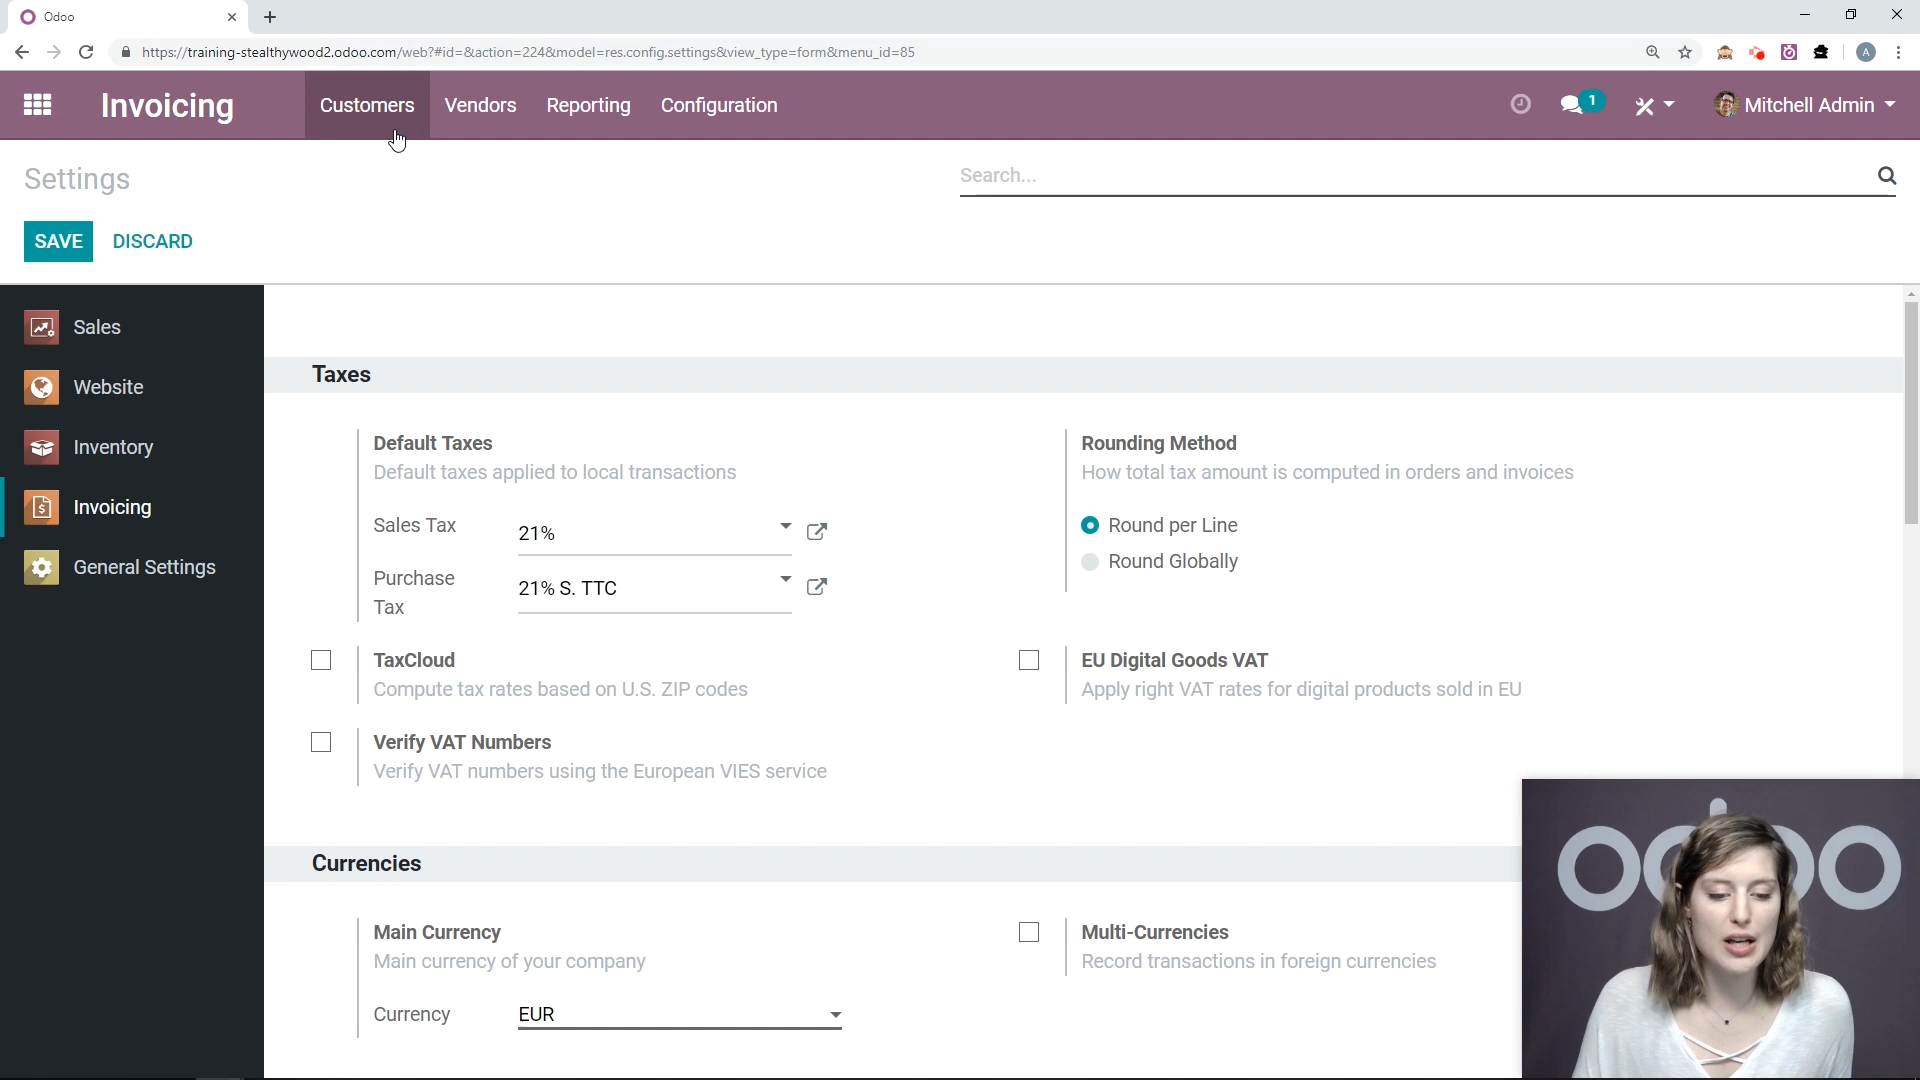 Odoo
https://training-stealthywood2.odoo.com/web?#id=&action=224&model=res.config.settings&view_type=form&menu_id=85
A
Invoicing
Customers
Vendors
Reporting
Configuration
1
Mitchell Admin
Settings
Search...
SAVE
DISCARD
Sales
Website
Inventory
Invoicing
General Settings
Taxes
Default Taxes
Default taxes applied to local transactions
Sales Tax
21%
Purchase
Tax
21% S. TTC
Rounding Method
How total tax amount is computed in orders and invoices
Round per Line
Round Globally
TaxCloud
Compute tax rates based on U.S. ZIP codes
EU Digital Goods VAT
Apply right VAT rates for digital products sold in EU
Verify VAT Numbers
Verify VAT numbers using the European VIES service
Currencies
Main Currency
Main currency of your company
Currency
EUR
Multi-Currencies
Record transactions in foreign currencies
odoo